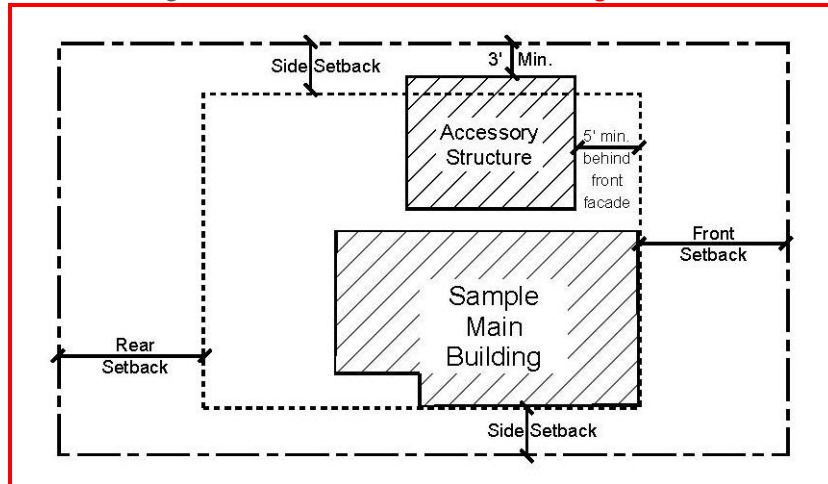 3' Min.
Side Setback
Accessory
Structure
5' min.
behind
front
facade
Front
Setback
Sample
Main
Building
Rear
Setback
Side Setback